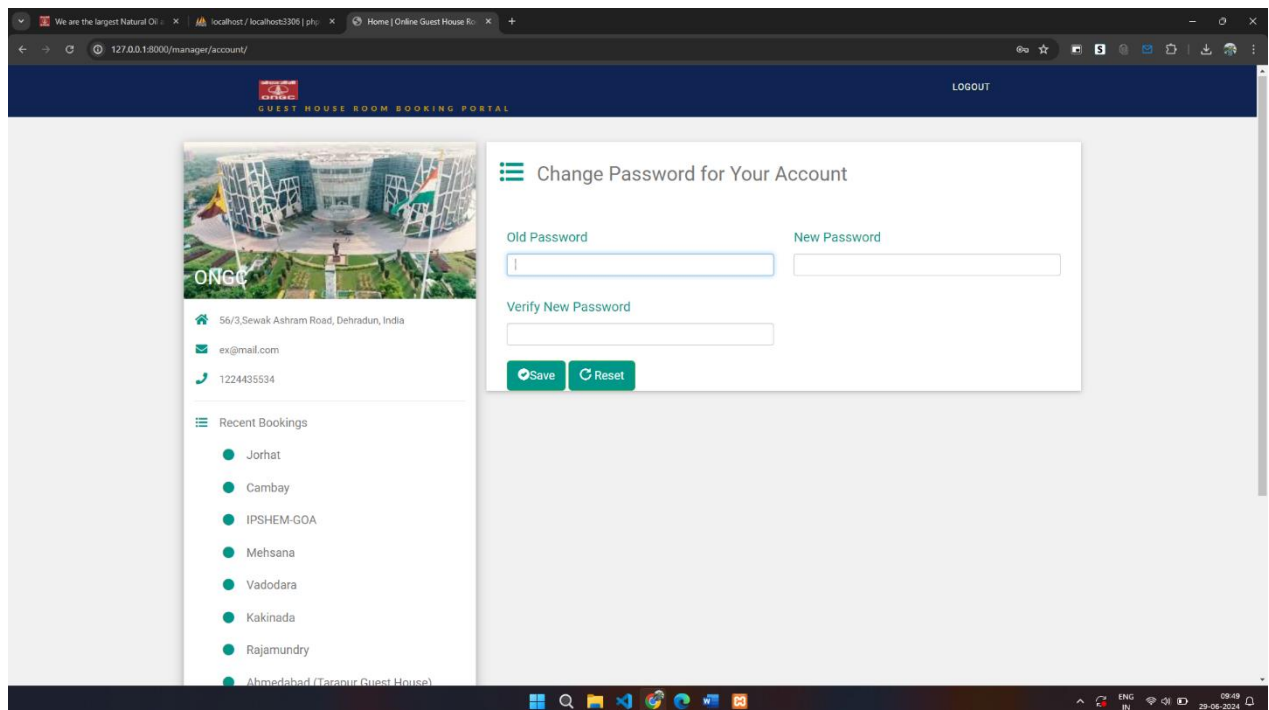 We are the largest Natural Oil a
localhost / localhost:3306 | php
Home | Online Guest House Ro
127.0.0.1:8000/manager/account/
ONGC
GUEST HOUSE ROOM BOOKING PORTAL
LOGOUT
ONGC
56/3,Sewak Ashram Road, Dehradun, India
ex@mail.com
1224435534
Recent Bookings
Jorhat
Cambay
IPSHEM-GOA
Mehsana
Vadodara
Kakinada
Rajamundry
Ahmedabad (Tarapur Guest House)
Change Password for Your Account
Old Password
New Password
Verify New Password
Save
Reset
ENG
IN
09:49
29-06-2024